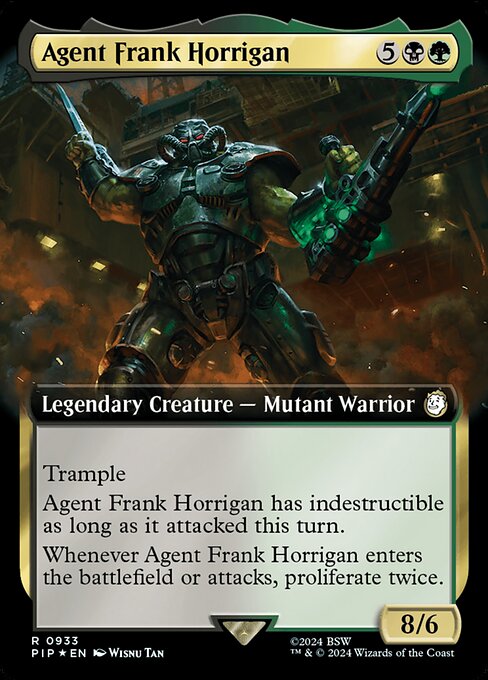 Agent Frank Horrigan 5
Legendary Creature — Mutant Warrior
Trample
Agent Frank Horrigan has indestructible
as long as it attacked this turn.
Whenever Agent Frank Horrigan enters
the battlefield or attacks, proliferate twice.
8/6
R 0933
PIP ★ EN Wisnu Tan
©2024 BSW
™ & © 2024 Wizards of the Coast